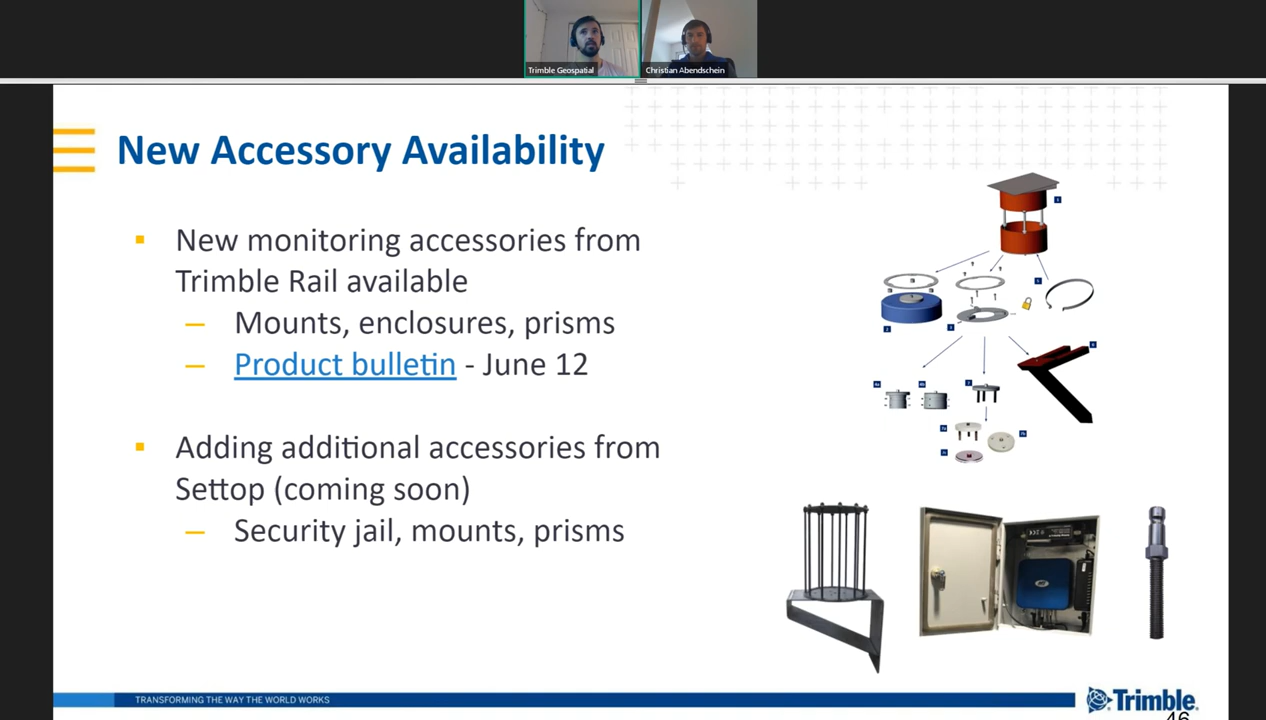 Trimble Geospatial
Christian Abendschein
New Accessory Availability
New monitoring accessories from
Trimble Rail available
Mounts, enclosures, prisms
Product bulletin - June 12
Adding additional accessories from
Settop (coming soon)
Security jail, mounts, prisms
TRANSFORMING THE WAY THE WORLD WORKS
Trimble
46